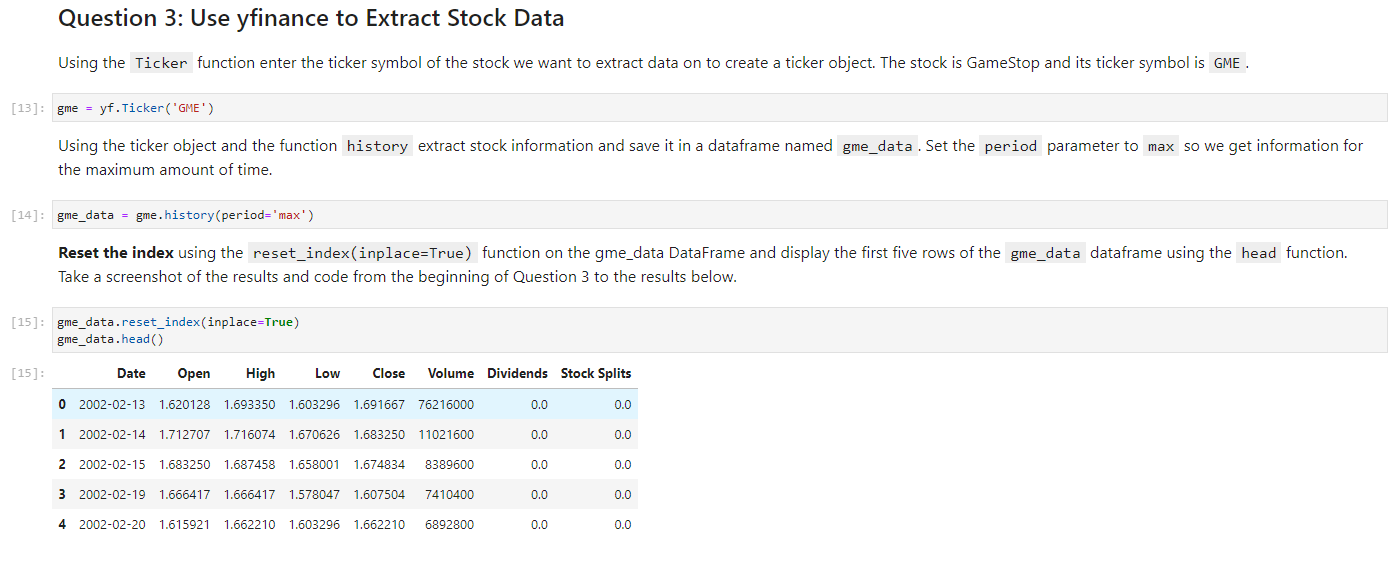 Question 3: Use yfinance to Extract Stock Data
Using the Ticker function enter the ticker symbol of the stock we want to extract data on to create a ticker object. The stock is GameStop and its ticker symbol is GME .
[13]: gme = yf.Ticker('GME')
Using the ticker object and the function history extract stock information and save it in a dataframe named gme_data . Set the period parameter to max so we get information for
the maximum amount of time.
[14]: gme_data = gme.history(period='max')
Reset the index using the reset_index(inplace=True) function on the gme_data DataFrame and display the first five rows of the gme_data dataframe using the head function.
Take a screenshot of the results and code from the beginning of Question 3 to the results below.
[15]: gme_data.reset_index(inplace=True)
gme_data.head()
[15]: Date Open High Low Close Volume Dividends Stock Splits
0 2002-02-13 1.620128 1.693350 1.603296 1.691667 76216000 0.0 0.0
1 2002-02-14 1.712707 1.716074 1.670626 1.683250 11021600 0.0 0.0
2 2002-02-15 1.683250 1.687458 1.658001 1.674834 8389600 0.0 0.0
3 2002-02-19 1.666417 1.666417 1.578047 1.607504 7410400 0.0 0.0
4 2002-02-20 1.615921 1.662210 1.603296 1.662210 6892800 0.0 0.0